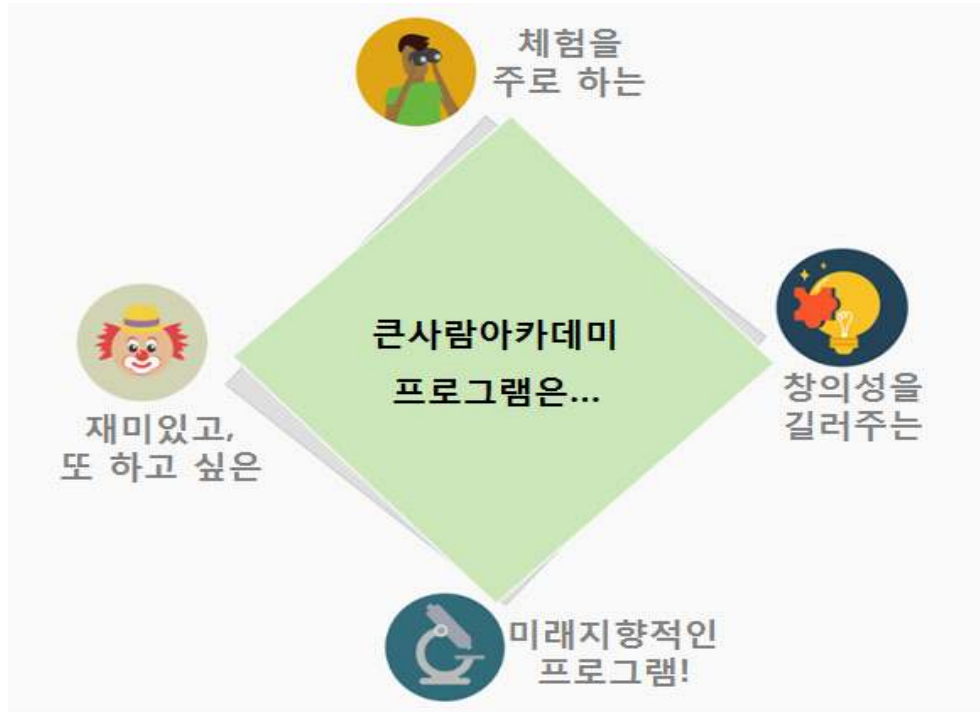 체험을
주로 하는
큰사람아카데미
프로그램은...
창의성을
길러주는
재미있고,
또 하고 싶은
미래지향적인
프로그램!